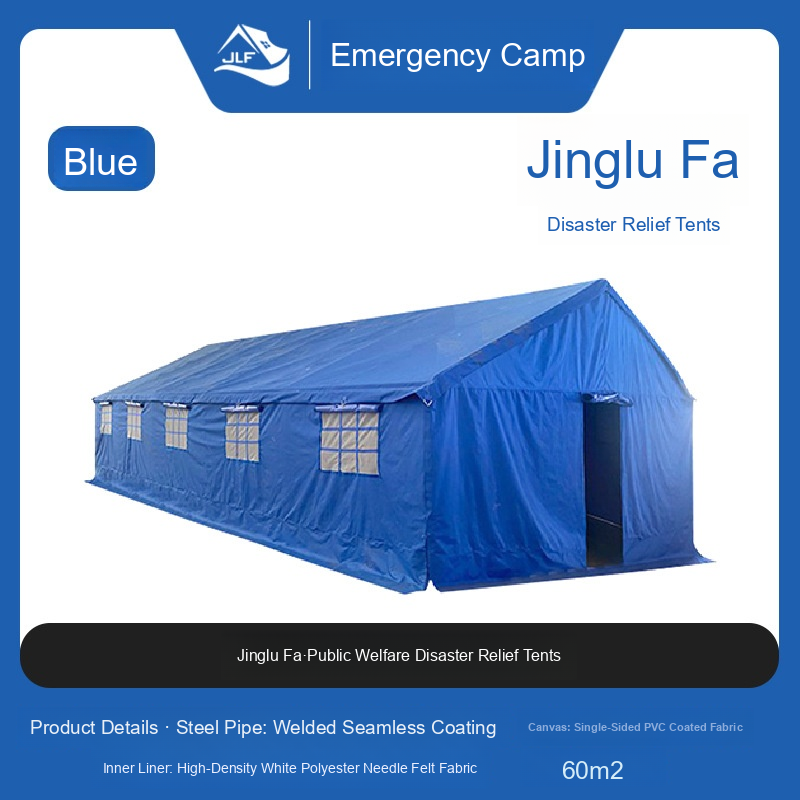 JLF
Emergency Camp
Blue
Jinglu Fa
Disaster Relief Tents
Jinglu Fa·Public Welfare Disaster Relief Tents
Product Details · Steel Pipe: Welded Seamless Coating
Canvas: Single-Sided PVC Coated Fabric
Inner Liner: High-Density White Polyester Needle Felt Fabric
60m2